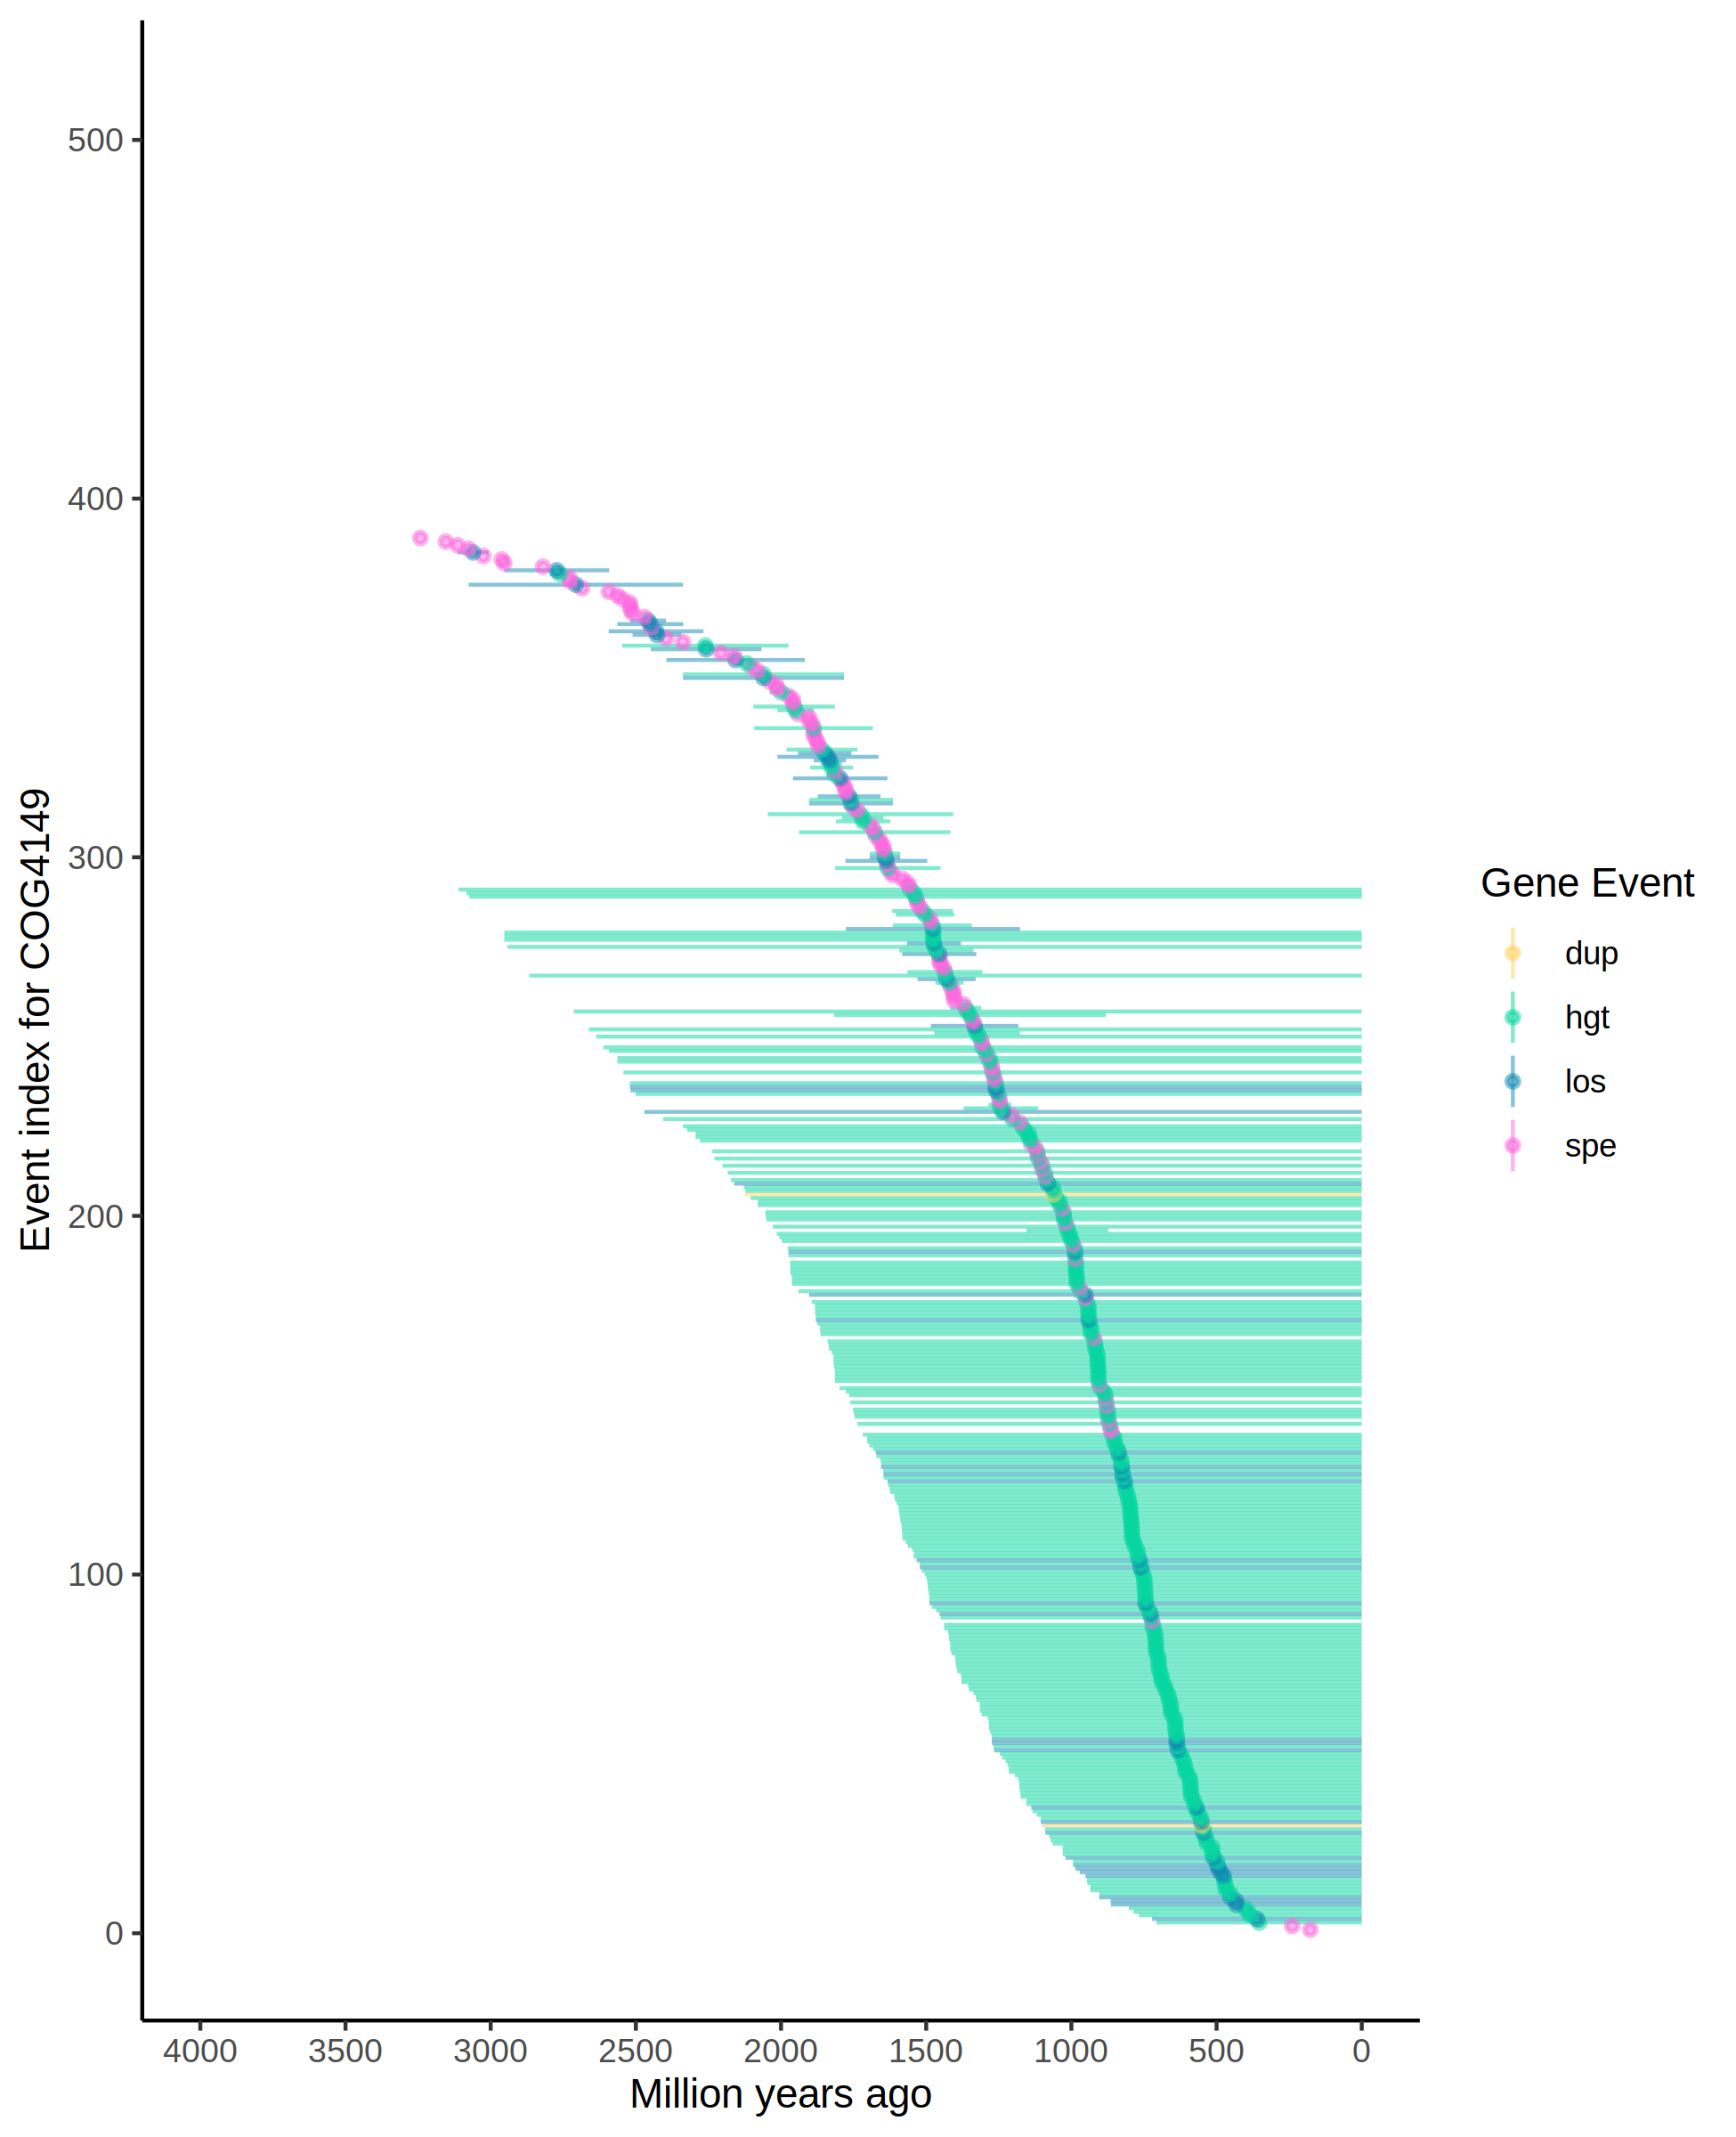 Event index for COG4149
500
400
300
200
100
0
4000 3500 3000 2500 2000 1500 1000 500 0
Million years ago
Gene Event
dup
hgt
los
spe